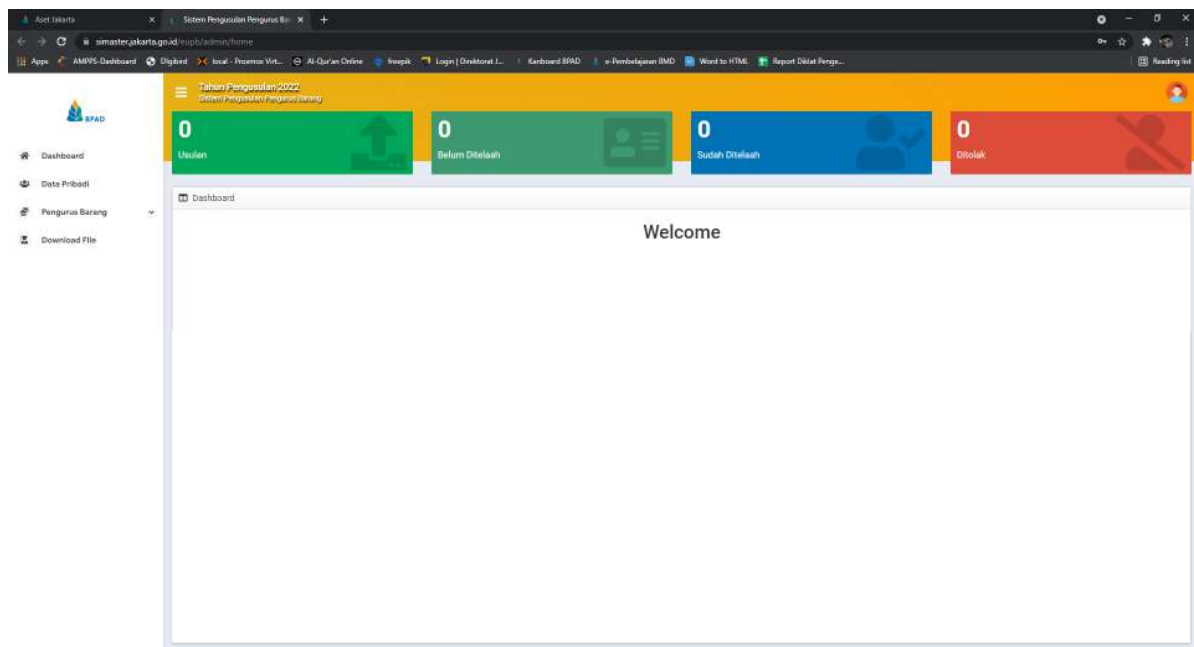 Aset Jakarta
Sistem Pengusulan Pengurus Bar
simaster.jakarta.go.id/eupb/admin/home
Apps AMPPS-Dashboard Digibird local - Proxmox Virt... Al-Qur'an Online freepik Login | Direktorat J... Kanboard BPAD e-Pembelajaran BMD Word to HTML Report Diklat Penge... Reading list
BPAD
Dashboard
Data Pribadi
Pengurus Barang
Download File
Tahun Pengusulan 2022
Sistem Pengusulan Pengurus Barang
0
Usulan
0
Belum Ditelaah
0
Sudah Ditelaah
0
Ditolak
Dashboard
Welcome